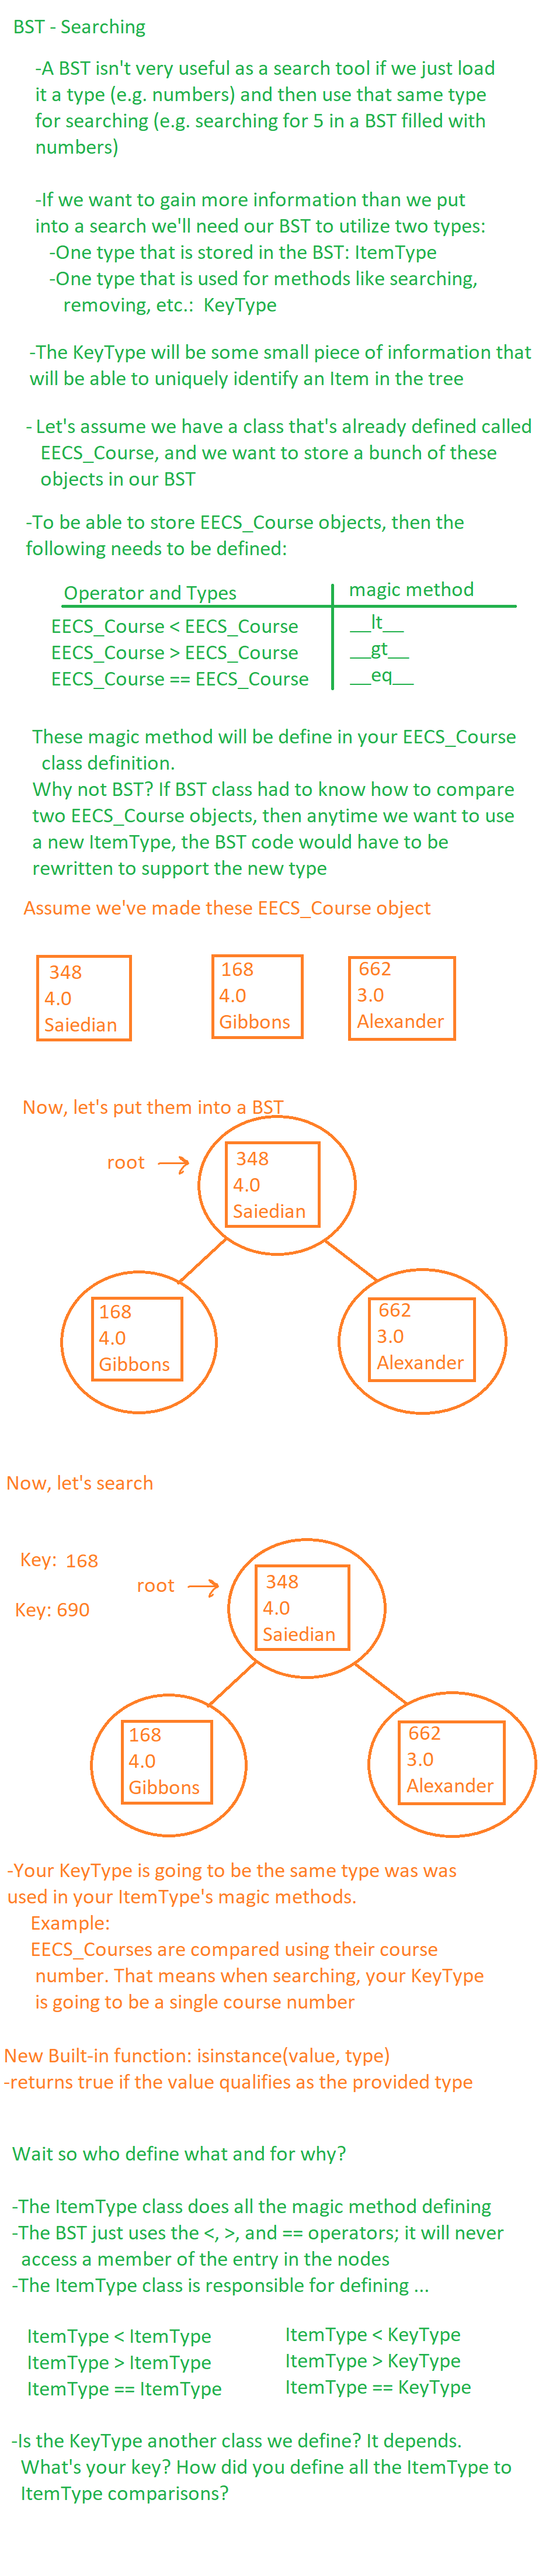 BST - Searching
-A BST isn't very useful as a search tool if we just load
it a type (e.g. numbers) and then use that same type
for searching (e.g. searching for 5 in a BST filled with
numbers)
-If we want to gain more information than we put
into a search we'll need our BST to utilize two types:
-One type that is stored in the BST: ItemType
-One type that is used for methods like searching,
removing, etc.: KeyType
-The KeyType will be some small piece of information that
will be able to uniquely identify an Item in the tree
- Let's assume we have a class that's already defined called
EECS_Course, and we want to store a bunch of these
objects in our BST
-To be able to store EECS_Course objects, then the
following needs to be defined:
Operator and Types magic method
EECS_Course < EECS_Course __lt__
EECS_Course > EECS_Course __gt__
EECS_Course == EECS_Course __eq__
These magic method will be define in your EECS_Course
class definition.
Why not BST? If BST class had to know how to compare
two EECS_Course objects, then anytime we want to use
a new ItemType, the BST code would have to be
rewritten to support the new type
Assume we've made these EECS_Course object
348
4.0
Saiedian
168
4.0
Gibbons
662
3.0
Alexander
Now, let's put them into a BST
root
348
4.0
Saiedian
168
4.0
Gibbons
662
3.0
Alexander
Now, let's search
Key: 168
Key: 690
root
348
4.0
Saiedian
168
4.0
Gibbons
662
3.0
Alexander
-Your KeyType is going to be the same type was was
used in your ItemType's magic methods.
Example:
EECS_Courses are compared using their course
number. That means when searching, your KeyType
is going to be a single course number
New Built-in function: isinstance(value, type)
-returns true if the value qualifies as the provided type
Wait so who define what and for why?
-The ItemType class does all the magic method defining
-The BST just uses the <, >, and == operators; it will never
access a member of the entry in the nodes
-The ItemType class is responsible for defining ...
ItemType < ItemType ItemType < KeyType
ItemType > ItemType ItemType > KeyType
ItemType == ItemType ItemType == KeyType
-Is the KeyType another class we define? It depends.
What's your key? How did you define all the ItemType to
ItemType comparisons?